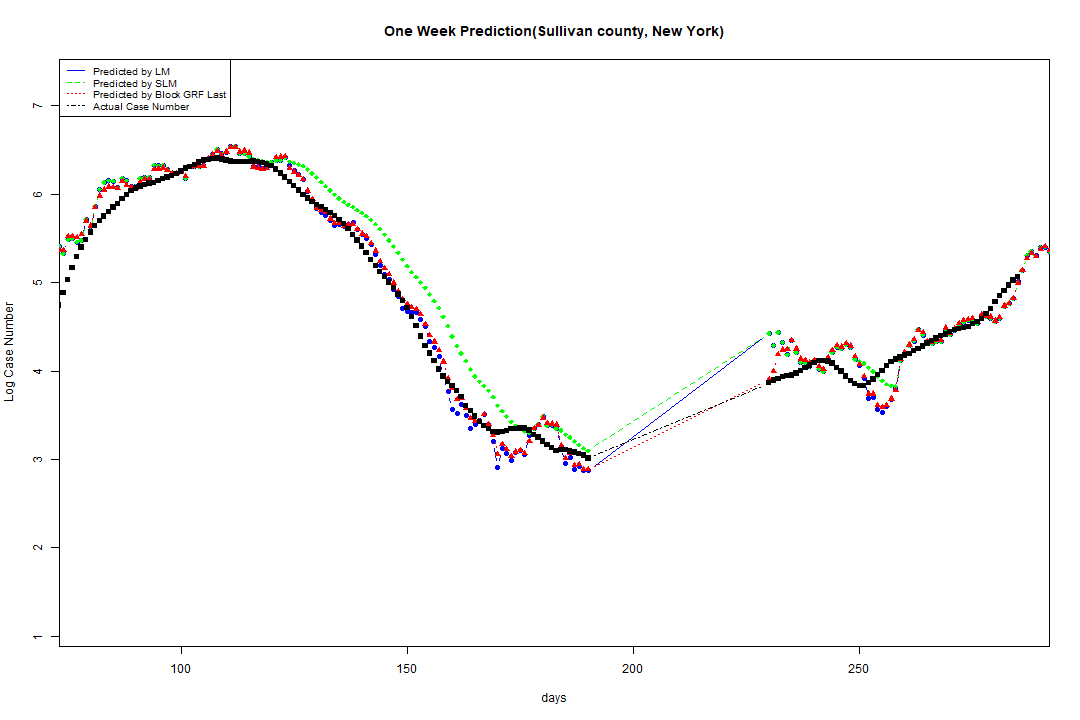 One Week Prediction(Sullivan county, New York)
Predicted by LM
Predicted by SLM
Predicted by Block GRF Last
Actual Case Number
Log Case Number
7
6
5
4
3
2
1
100 150 200 250
days